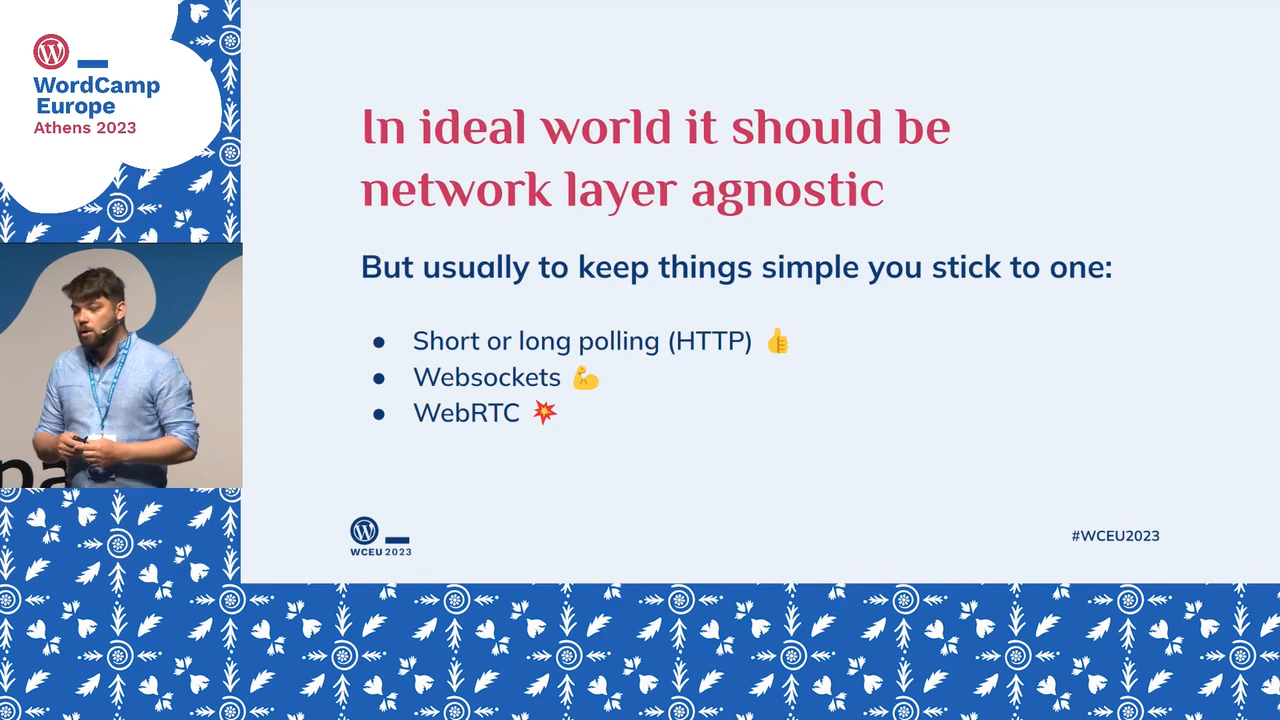 WordCamp
Europe
Athens 2023
In ideal world it should be
network layer agnostic
But usually to keep things simple you stick to one:
● Short or long polling (HTTP) 👍
● Websockets 💪
● WebRTC 💥
pa
WCEU 2023
#WCEU2023